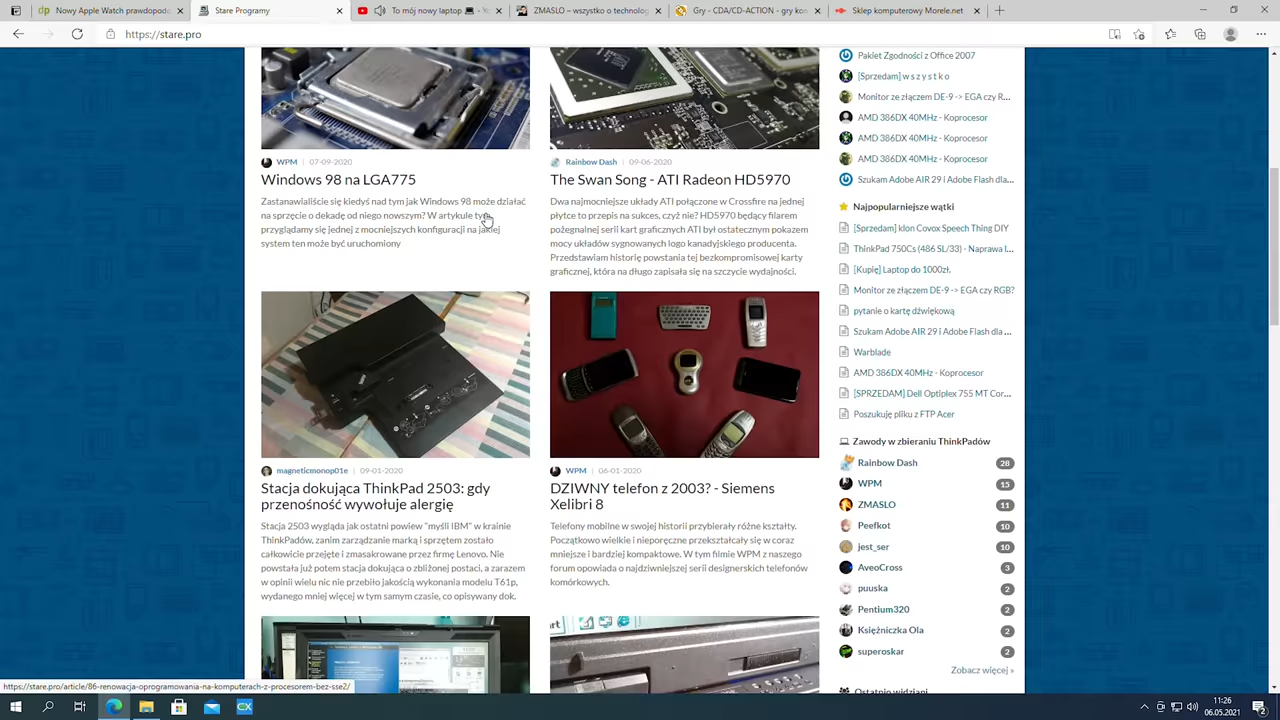 Nowa aplikacja Watch prawdopodo
Stare Programy
To mój nowy laptop
ZMASLO – swanko o technolog
Gry - CDA/CD-ACTION - gry kon
Sklep komputerowy Morele.net
https://stare.pro
WPM | 07-09-2020
Windows 98 na LGA775
Zastanawialiście się kiedyś nad tym jak Windows 98 może działać
na sprzęcie o dekadę od niego nowszym? W artykule tym
przyglądamy się jednej z mocniejszych konfiguracji na jakiej
system ten może być uruchomiony
Rainbow Dash | 09-06-2020
The Swan Song - ATI Radeon HD5970
Dwa najmocniejsze układy ATI połączone w Crossfire na jednej
płytce to przepis na sukces, czyż nie? HD5970 będący filarem
pożegnalnej serii kart graficznych ATI był ostatecznym pokazem
mocy układów sygnowanych logo kanadyjskiego producenta.
Przedstawiam historię powstania tej bezkompromisowej karty
graficznej, która na długo zapisała się na szczycie wydajności.
magneticmonop01e | 09-01-2020
Stacja dokująca ThinkPad 2503: gdy
przenośność wywołuje alergię
Stacja 2503 wygląda jak ostatni powiew "myśli IBM" w krainie
ThinkPadów, zanim zarządzanie marką i sprzętem zostało
całkowicie przejęte i zmasakrowane przez firmę Lenovo. Nie
powstała już potem stacja dokująca o zbliżonej postaci, a zarazem
w opinii wielu nic nie przebiło jakością wykonania modelu T61p,
wydanego mniej więcej w tym samym czasie, co opisywany dok.
WPM | 06-01-2020
DZIWNY telefon z 2003? - Siemens
Xelibri 8
Telefony mobilne w swojej historii przybierały różne kształty.
Początkowo wielkie i nieporęczne przekształcały się w coraz
mniejsze i bardziej kompaktowe. W tym filmie WPM z naszego
forum opowiada o najdziwniejszej serii designerskich telefonów
komórkowych.
Pakiet Zgodności z Office 2007
[Sprzedam] w s z y s t k o
Monitor ze złączem DE-9 -> EGA czy R...
AMD 386DX 40MHz - Koprocesor
AMD 386DX 40MHz - Koprocesor
AMD 386DX 40MHz - Koprocesor
Szukam Adobe AIR 29 i Adobe Flash dla...
Najpopularniejsze wątki
[Sprzedam] klon Covox Speech Thing DIY
ThinkPad 750Cs (486 SL/33) - Naprawa l...
[Kupię] Laptop do 1000zł.
Monitor ze złączem DE-9 -> EGA czy RGB?
pytanie o kartę dźwiękową
Szukam Adobe AIR 29 i Adobe Flash dla ...
Warblade
AMD 386DX 40MHz - Koprocesor
[SPRZEDAM] Dell Optiplex 755 MT Cor...
Poszukuję pliku z FTP Acer
Zawody w zbieraniu ThinkPadów
Rainbow Dash 28
WPM 15
ZMASLO 11
Peefkot 10
jest_ser 10
AveoCross 3
puuska 2
Pentium320 2
Księżniczka Ola 2
superoskar 2
Zobacz więcej »
Ostatnio widziani
https://stare.pro/article/86-renowacja-oprogramowania-na-komputerach-z-procesorem-bez-sse2/
11:26
06.05.2021
2